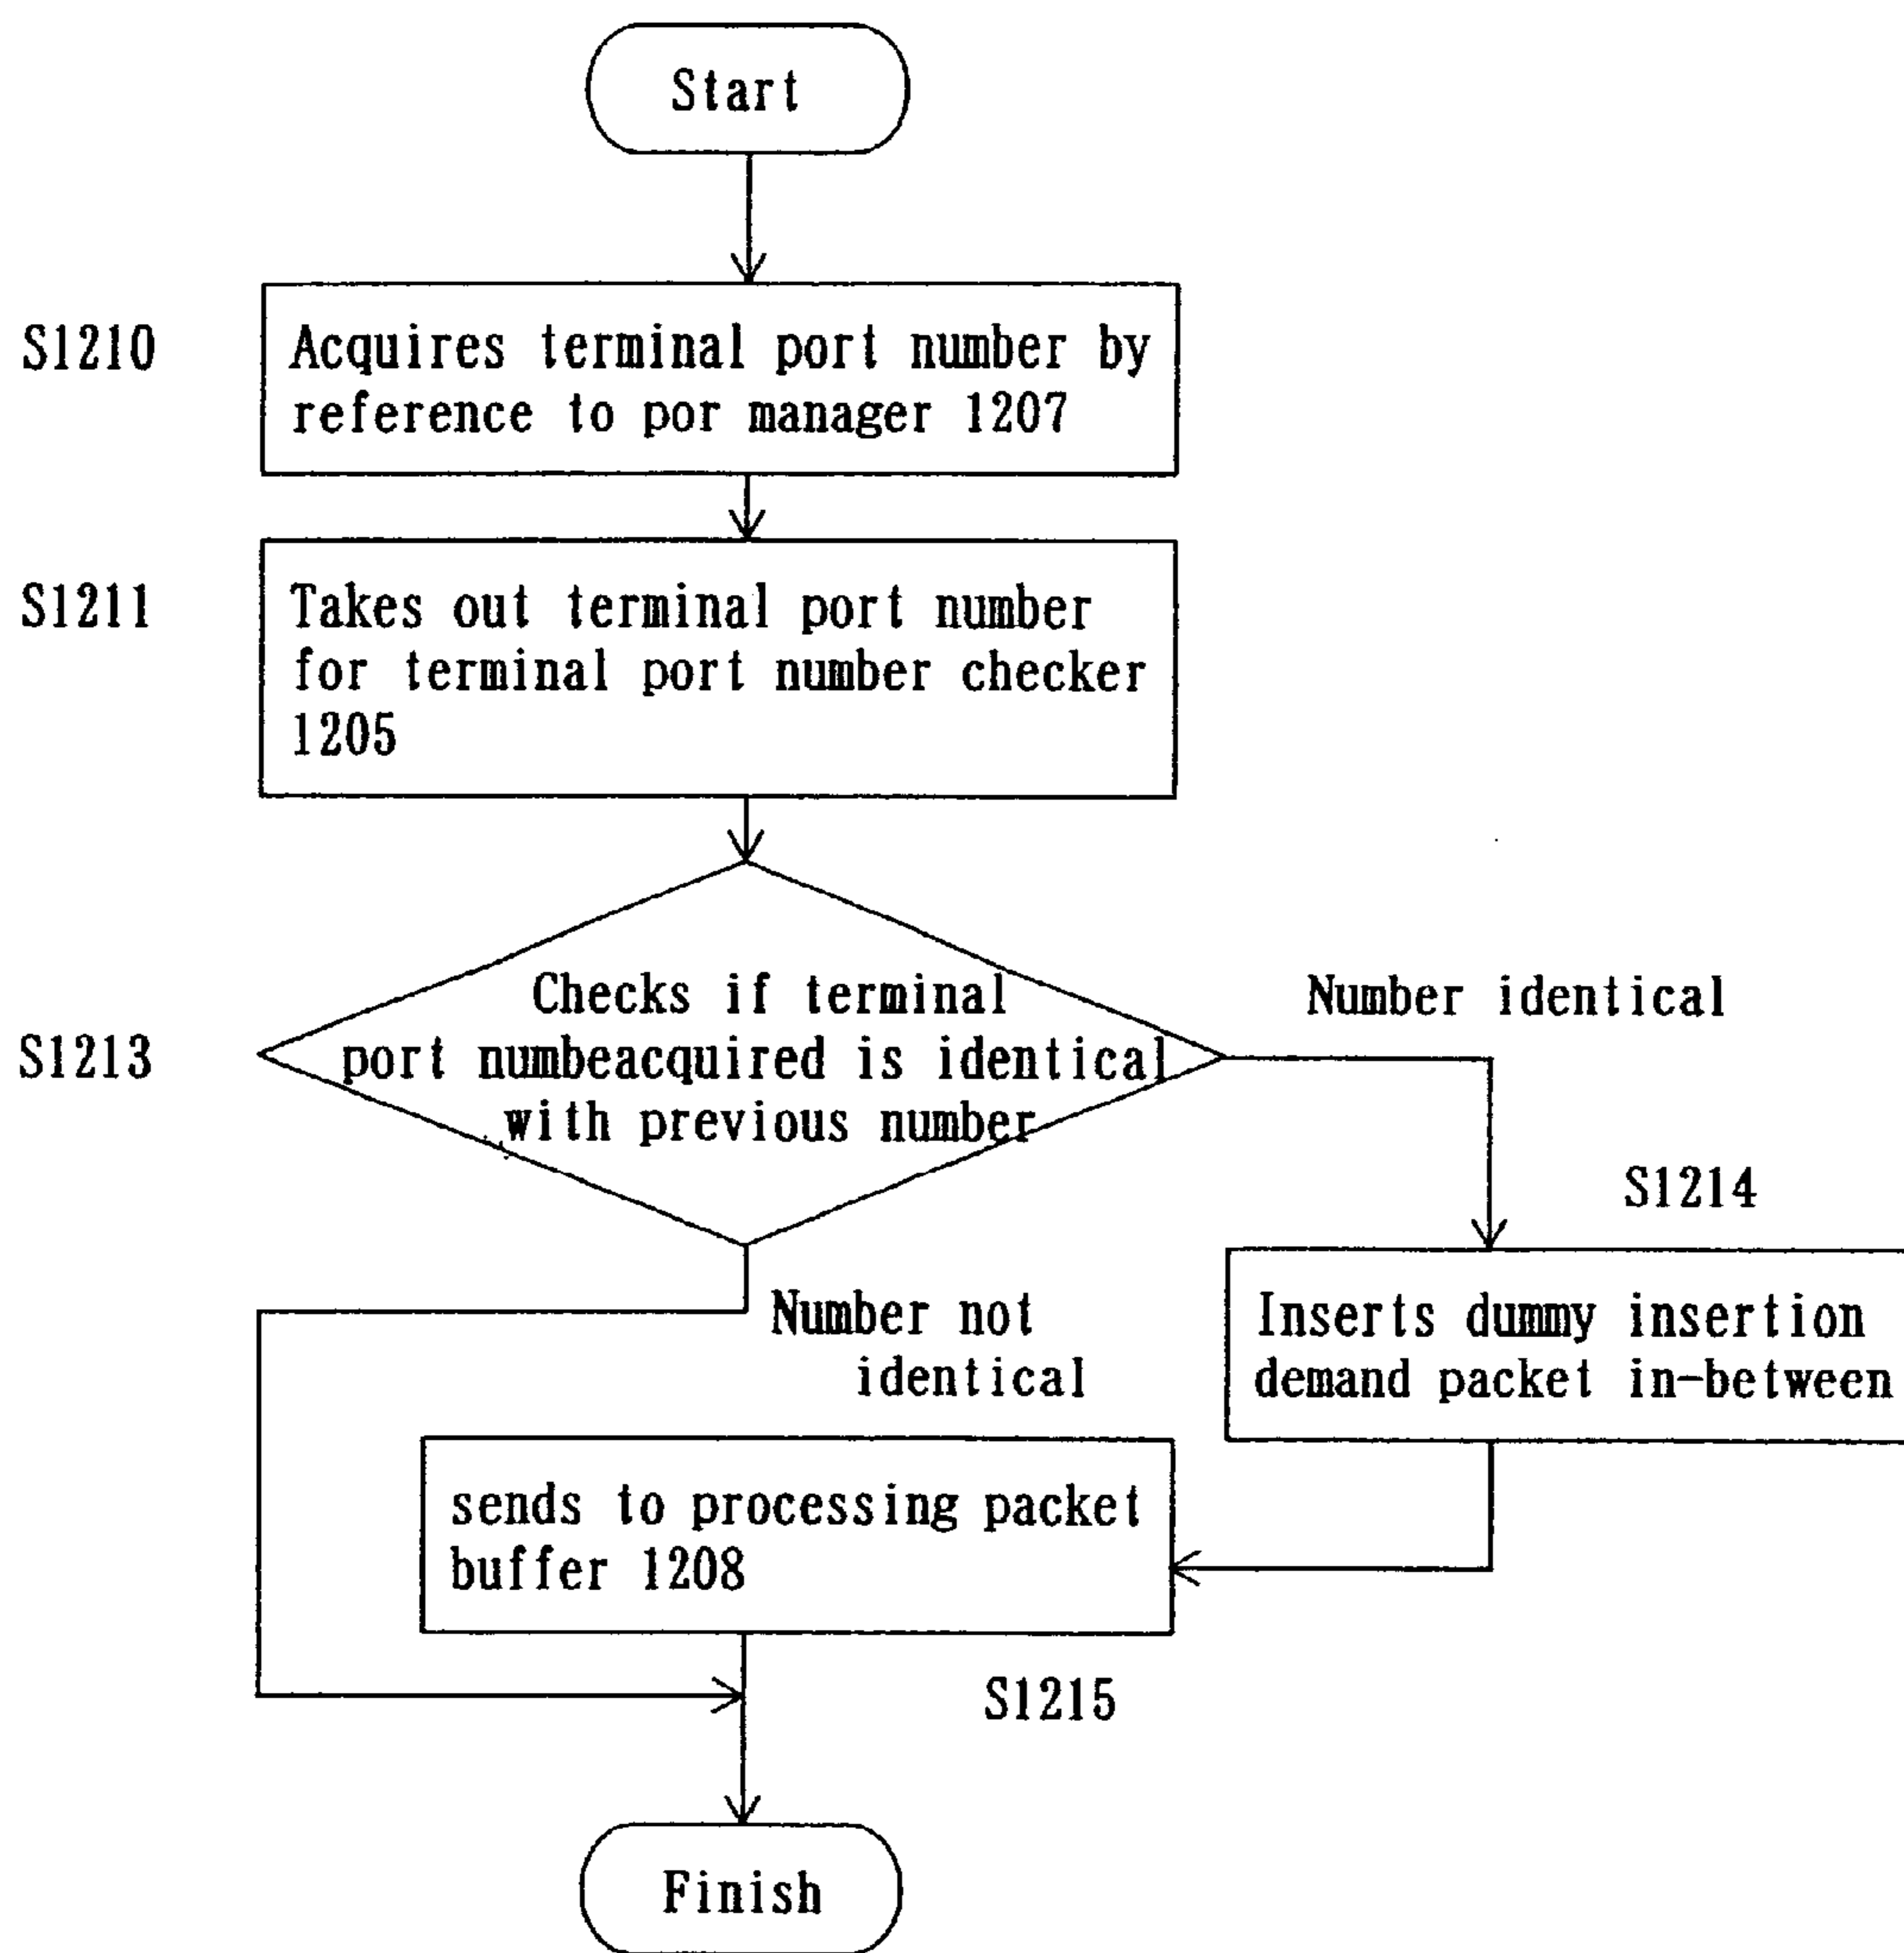 Start
S1210
Acquires terminal port number by
reference to por manager 1207
S1211
Takes out terminal port number
for terminal port number checker
1205
S1213
Checks if terminal
port numbeacquired is identical
with previous number
Number identical
S1214
Inserts dummy insertion
demand packet in-between
Number not
identical
sends to processing packet
buffer 1208
S1215
Finish